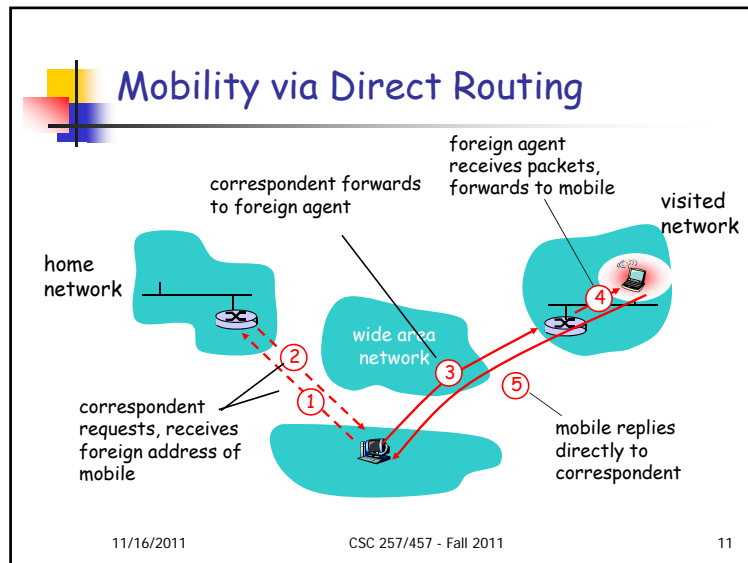 Mobility via Direct Routing
foreign agent
receives packets,
forwards to mobile
correspondent forwards
to foreign agent
visited
network
home
network
4
wide area
network
2
3
1
5
correspondent
requests, receives
foreign address of
mobile
mobile replies
directly to
correspondent
11/16/2011
CSC 257/457 - Fall 2011
11